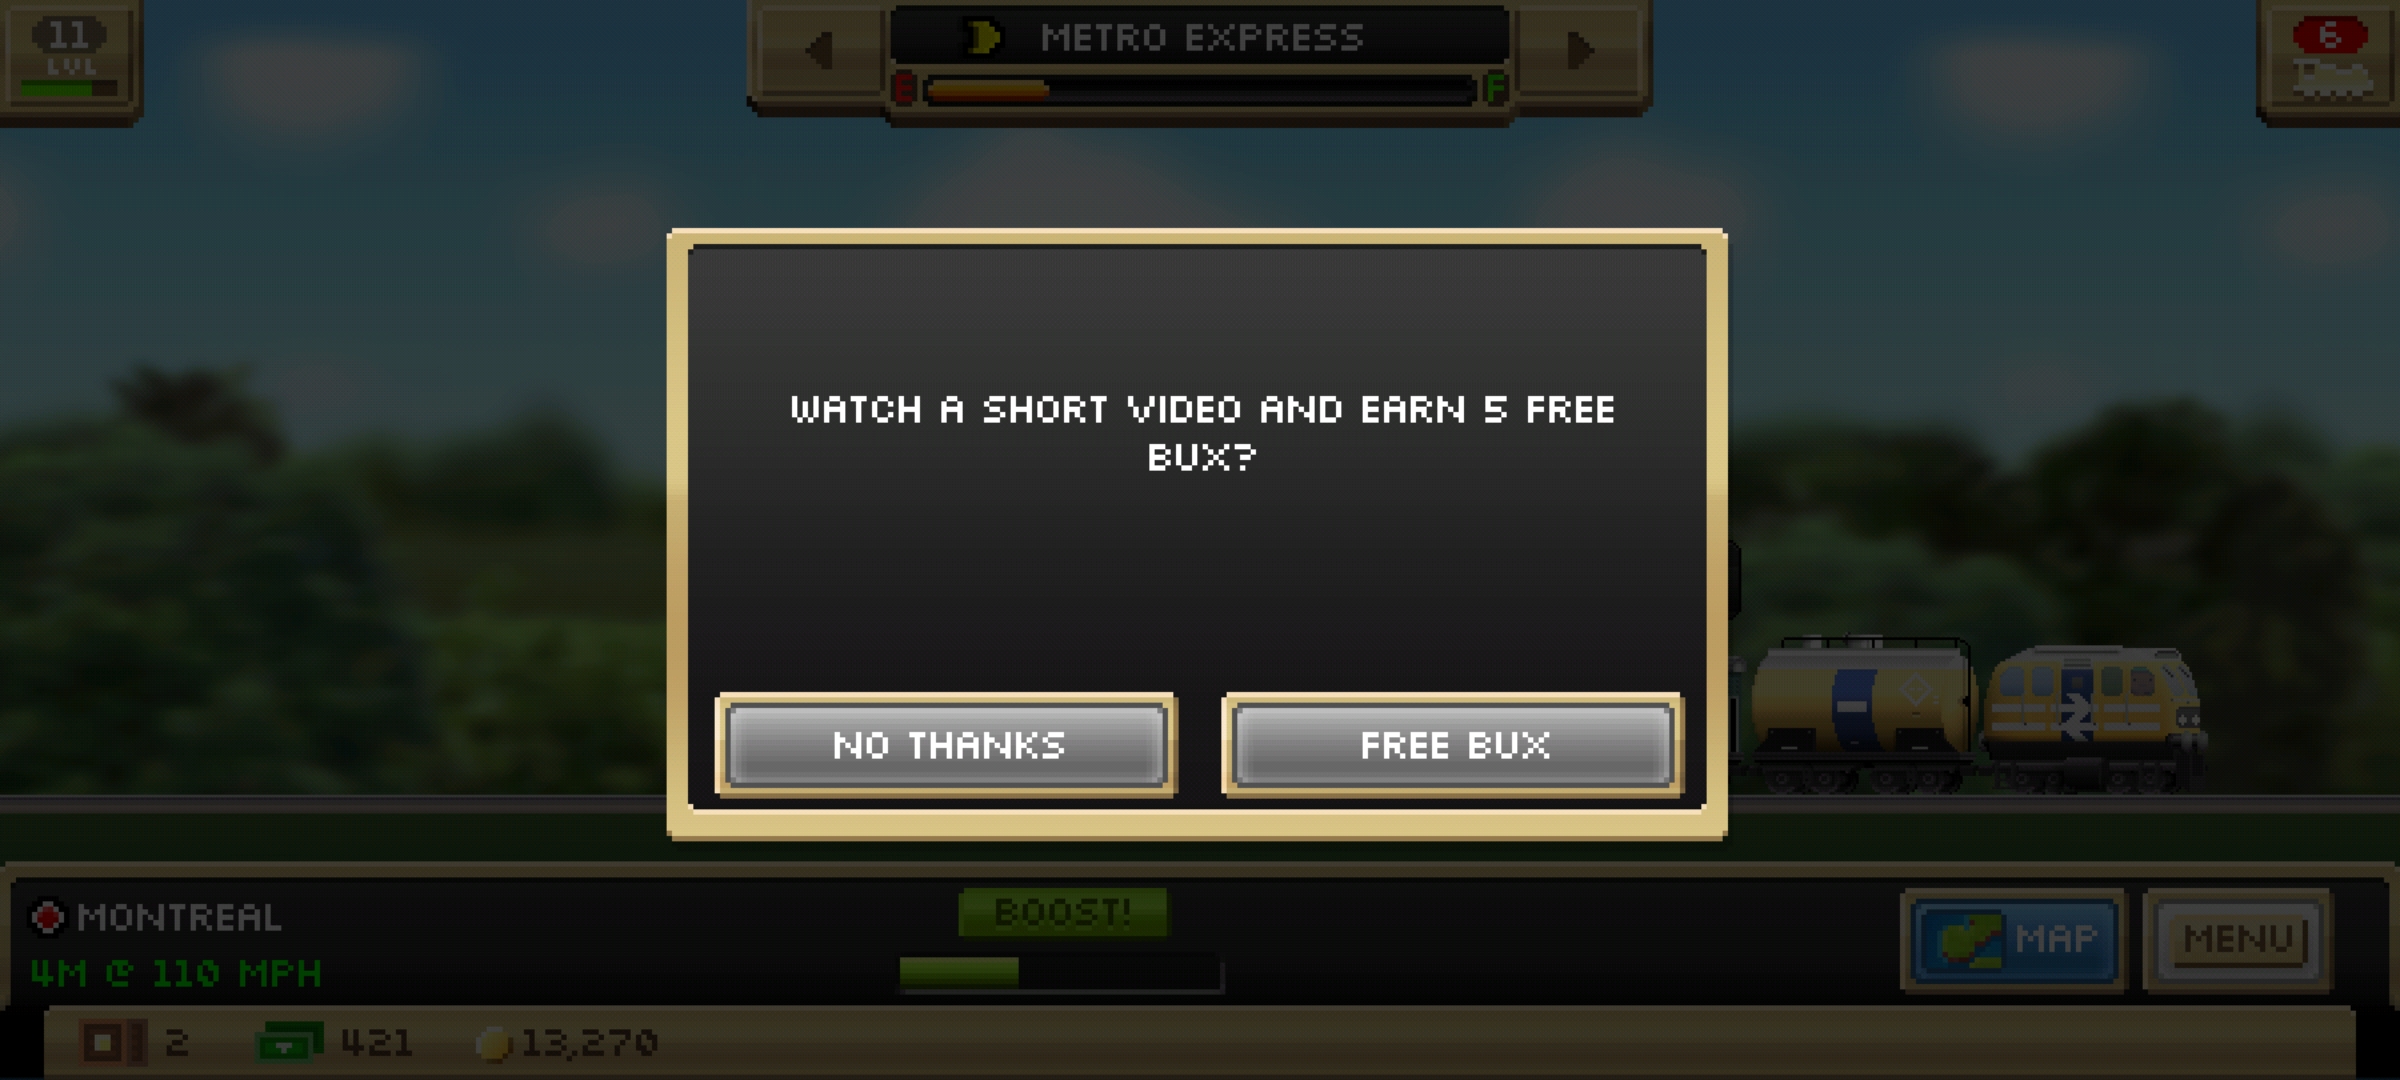 11
LVL
METRO EXPRESS
E F
6
WATCH A SHORT VIDEO AND EARN 5 FREE
BUX?
NO THANKS
FREE BUX
MONTREAL
4M @ 110 MPH
BOOST!
MAP
MENU
2
421
13,270